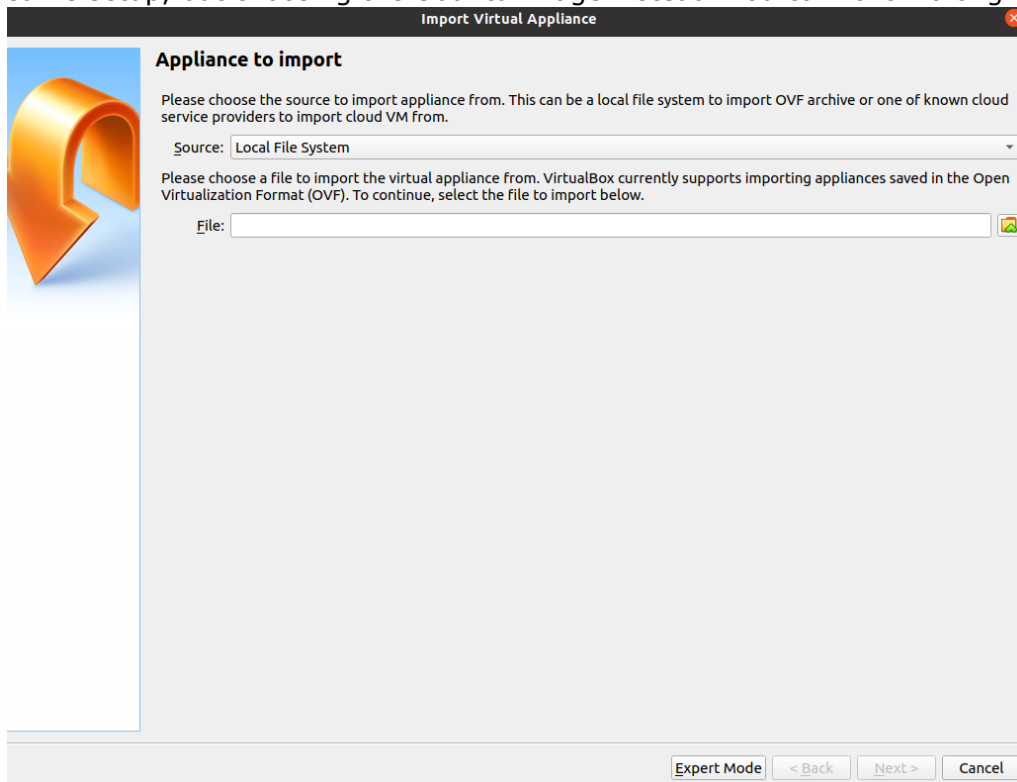 Import Virtual Appliance
Appliance to import
Please choose the source to import appliance from. This can be a local file system to import OVF archive or one of known cloud
service providers to import cloud VM from.
Source: Local File System
Please choose a file to import the virtual appliance from. VirtualBox currently supports importing appliances saved in the Open
Virtualization Format (OVF). To continue, select the file to import below.
File:
Expert Mode < Back Next > Cancel